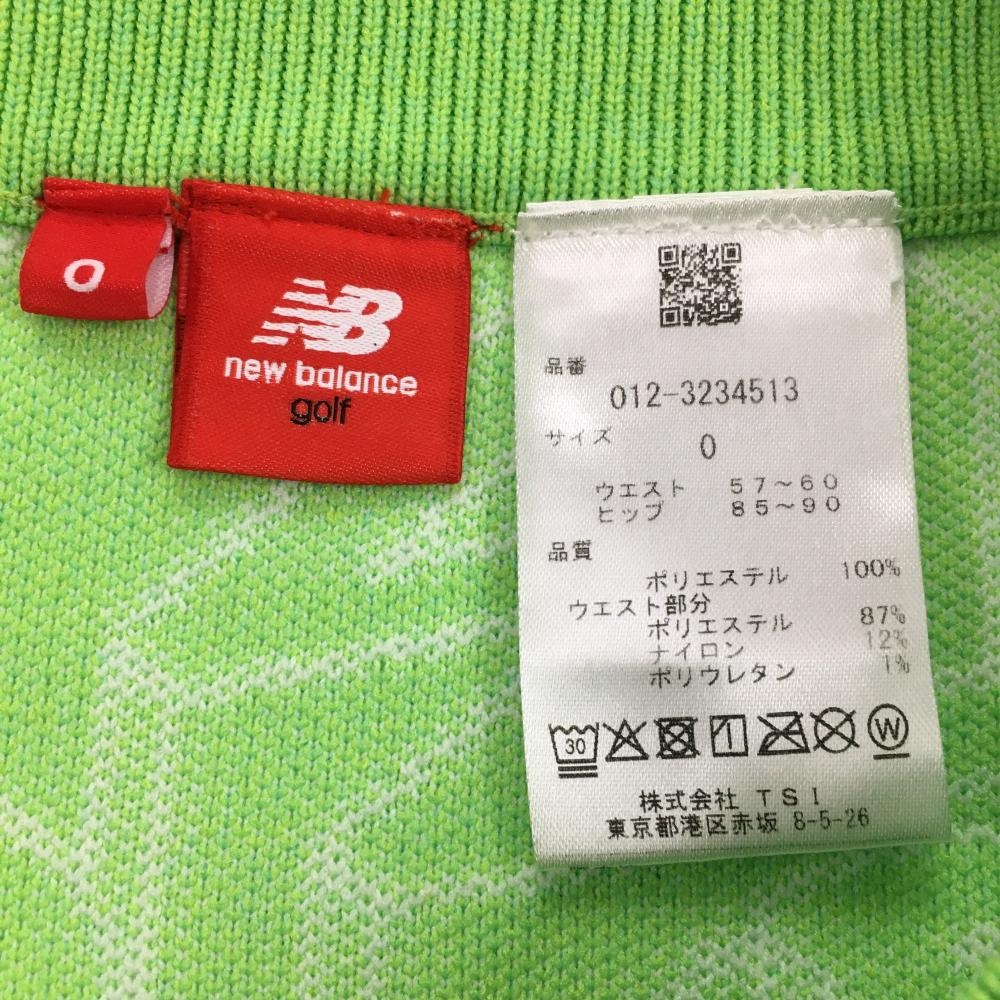 0
NB
new balance
golf
品番
012-3234513
サイズ
0
ウエスト 57～60
ヒップ 85～90
品質
ポリエステル 100%
ウエスト部分
ポリエステル 87%
ナイロン 12%
ポリウレタン 1%
30 W
株式会社 TSI
東京都港区赤坂 8-5-26